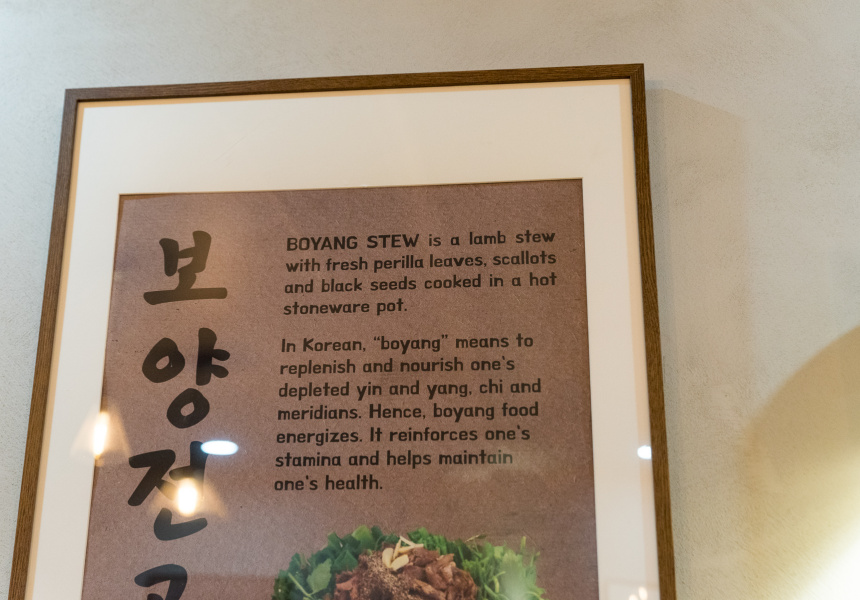 보양전
BOYANG STEW is a lamb stew
with fresh perilla leaves, scallots
and black seeds cooked in a hot
stoneware pot.
In Korean, “boyang” means to
replenish and nourish one's
depleted yin and yang, chi and
meridians. Hence, boyang food
energizes. It reinforces one's
stamina and helps maintain
one's health.